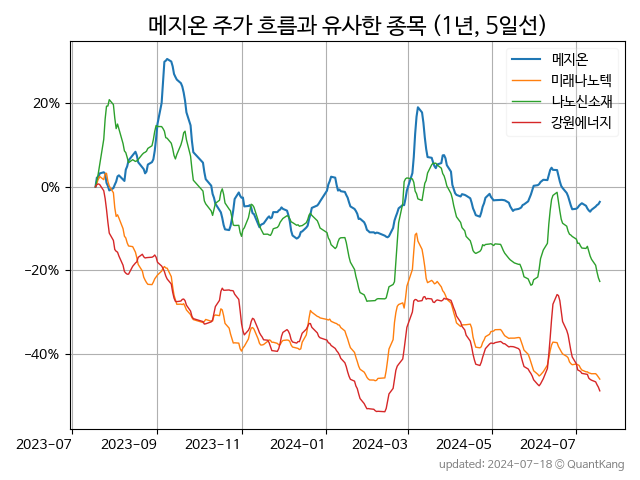 메지온 주가 흐름과 유사한 종목 (1년, 5일선)
메지온
미래나노텍
나노신소재
강원에너지
20%
0%
−20%
−40%
2023-07 2023-09 2023-11 2024-01 2024-03 2024-05 2024-07
updated: 2024-07-18 © QuantKang